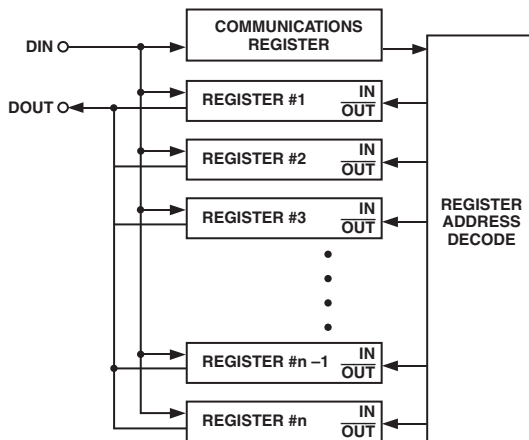 COMMUNICATIONS
REGISTER
DIN
DOUT
REGISTER #1
IN
OUT
REGISTER #2
IN
OUT
REGISTER #3
IN
OUT
REGISTER
ADDRESS
DECODE
REGISTER #n –1
IN
OUT
REGISTER #n
IN
OUT